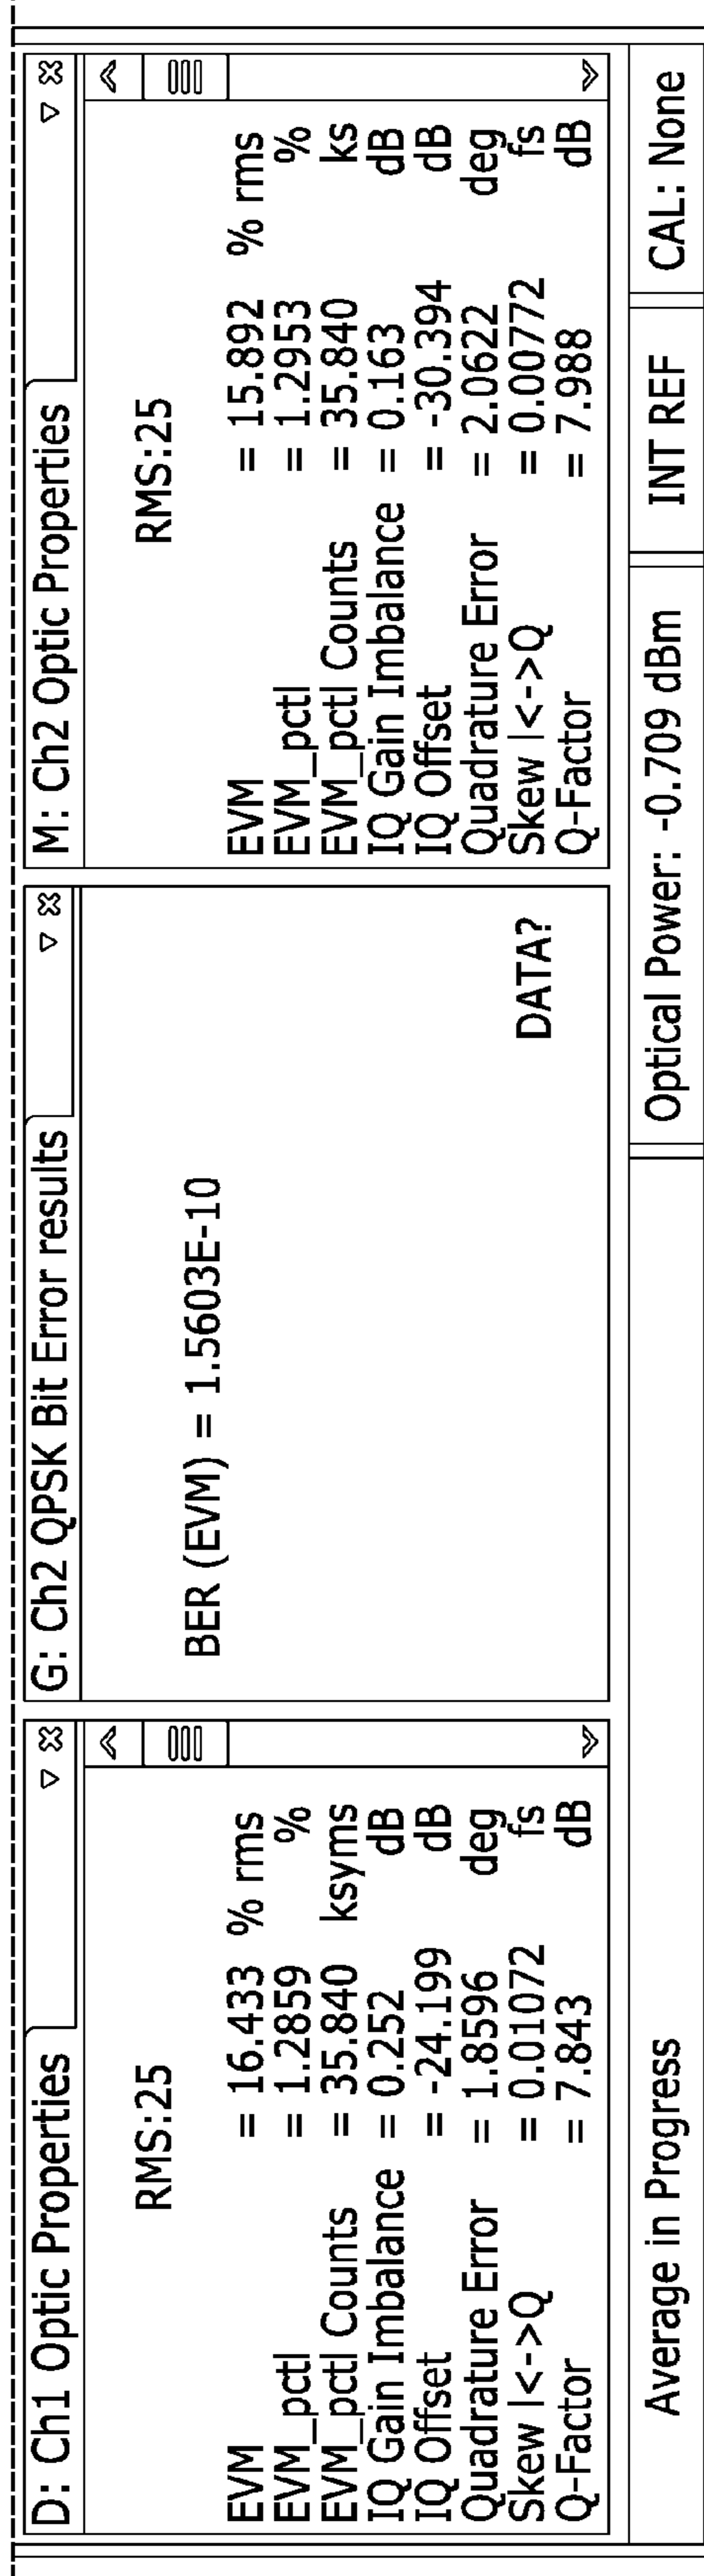 D: Ch1 Optic Properties
RMS:25
EVM = 16.433 % rms
EVM_pctl = 1.2859 %
EVM_pctl Counts = 35.840 ksyms
IQ Gain Imbalance = 0.252 dB
IQ Offset = -24.199 dB
Quadrature Error = 1.8596 deg
Skew I<->Q = 0.01072 fs
Q-Factor = 7.843 dB
G: Ch2 QPSK Bit Error results
BER (EVM) = 1.5603E-10
DATA?
M: Ch2 Optic Properties
RMS:25
EVM = 15.892 % rms
EVM_pctl = 1.2953 %
EVM_pctl Counts = 35.840 ks
IQ Gain Imbalance = 0.163 dB
IQ Offset = -30.394 dB
Quadrature Error = 2.0622 deg
Skew I<->Q = 0.00772 fs
Q-Factor = 7.988 dB
Average in Progress
Optical Power: -0.709 dBm
INT REF
CAL: None